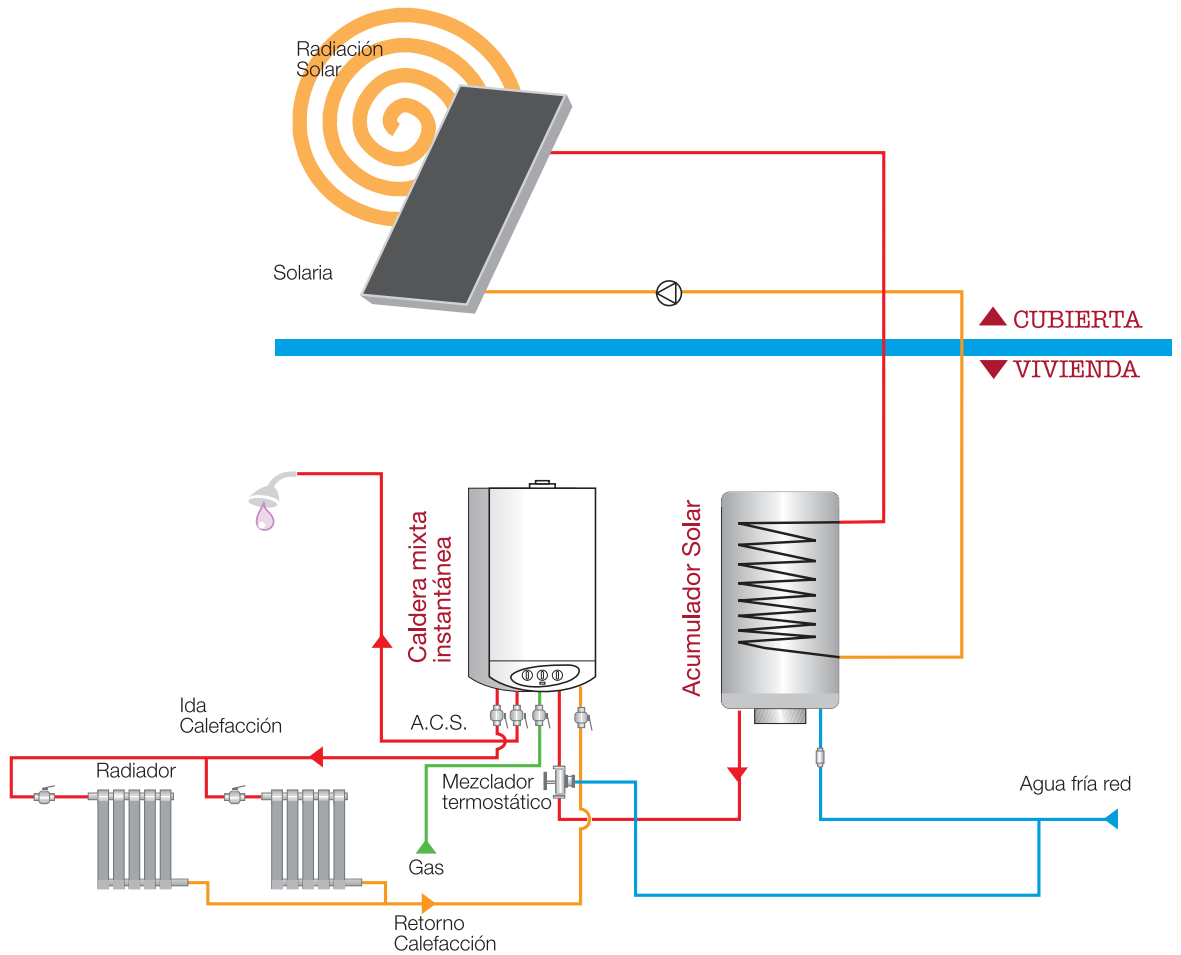 Radiación
Solar
Solaria
CUBIERTA
VIVIENDA
Caldera mixta
instantánea
Acumulador Solar
A.C.S.
Ida
Calefacción
Radiador
Mezclador
termostático
Agua fría red
Gas
Retorno
Calefacción